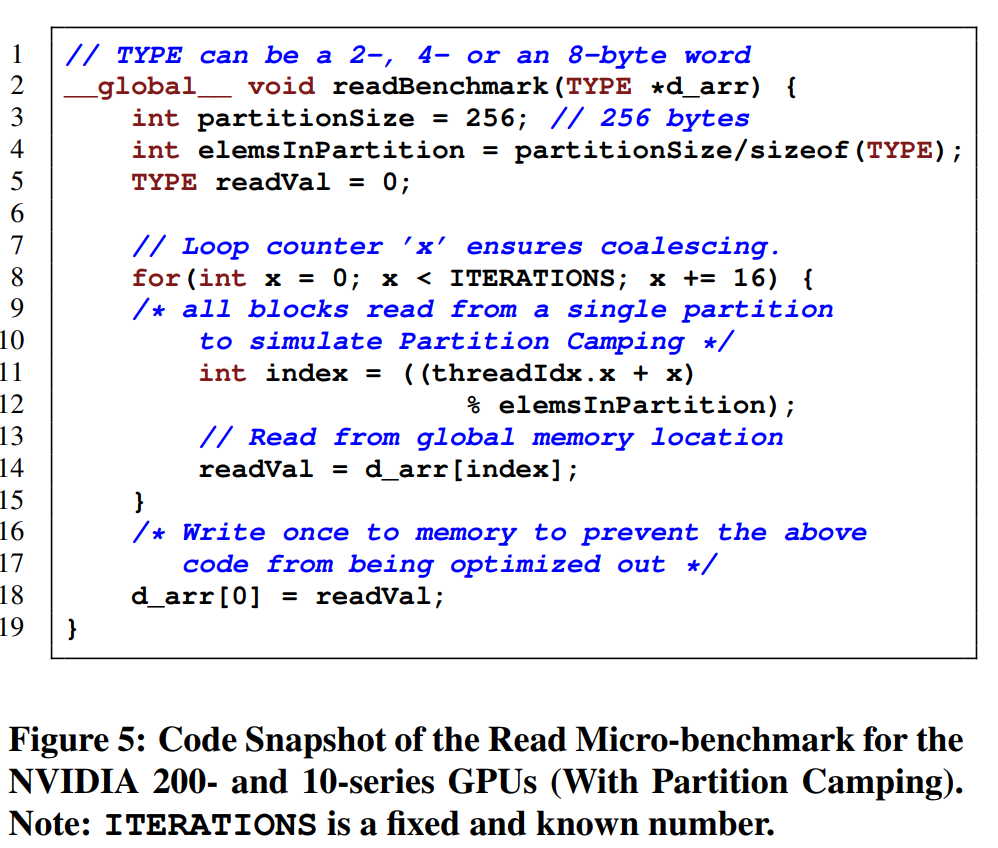 1 // TYPE can be a 2-, 4- or an 8-byte word
2 __global__ void readBenchmark(TYPE *d_arr) {
3 int partitionSize = 256; // 256 bytes
4 int elemsInPartition = partitionSize/sizeof(TYPE);
5 TYPE readVal = 0;
6
7 // Loop counter 'x' ensures coalescing.
8 for(int x = 0; x < ITERATIONS; x += 16) {
9 /* all blocks read from a single partition
10 to simulate Partition Camping */
11 int index = ((threadIdx.x + x)
12 % elemsInPartition);
13 // Read from global memory location
14 readVal = d_arr[index];
15 }
16 /* Write once to memory to prevent the above
17 code from being optimized out */
18 d_arr[0] = readVal;
19 }
Figure 5: Code Snapshot of the Read Micro-benchmark for the
NVIDIA 200- and 10-series GPUs (With Partition Camping).
Note: ITERATIONS is a fixed and known number.